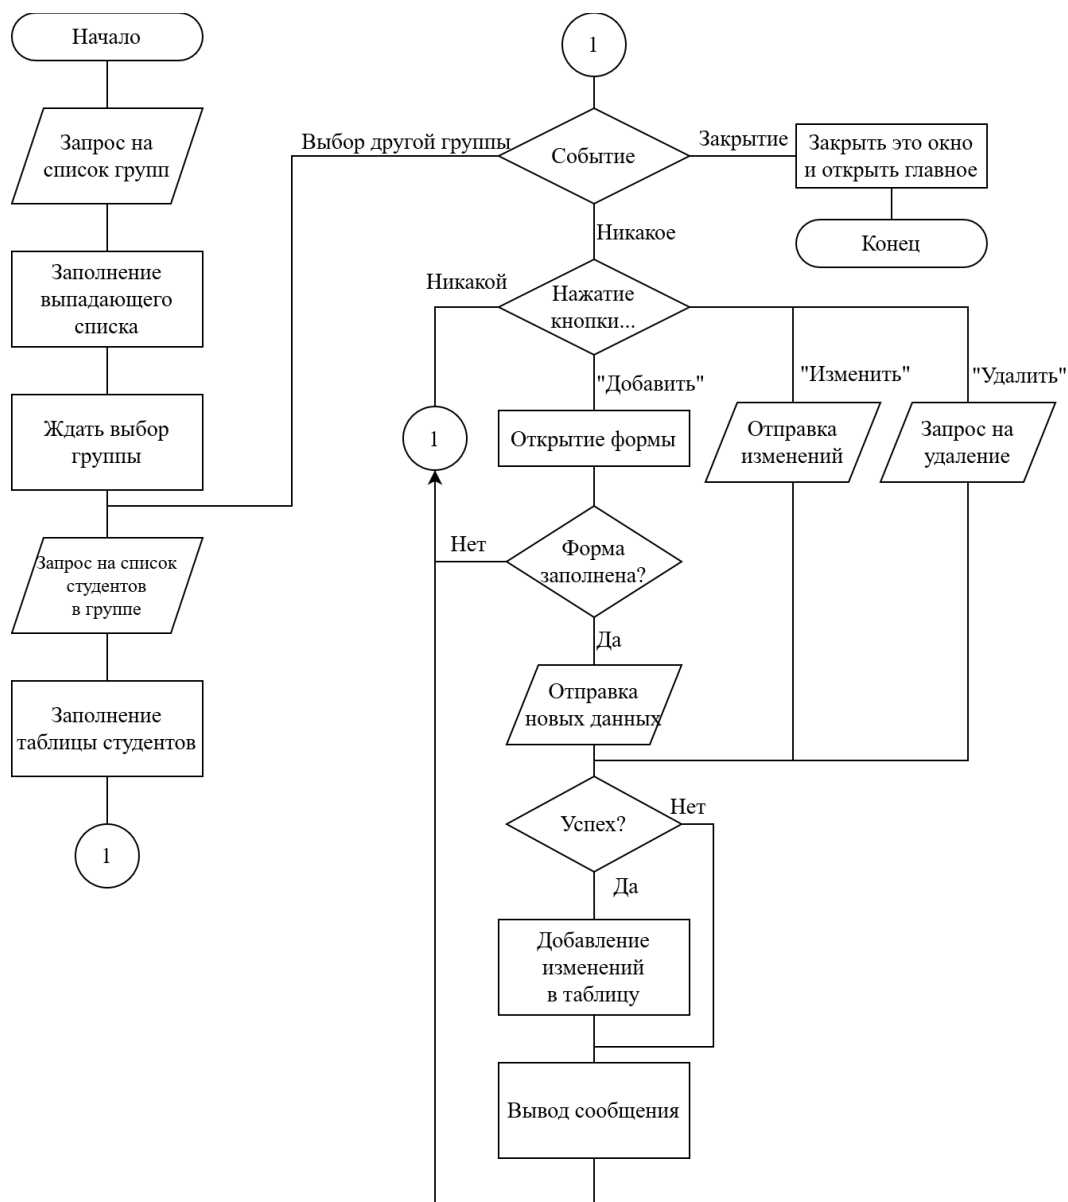 Начало
Запрос на
список групп
Заполнение
выпадающего
списка
Ждать выбор
группы
Запрос на список
студентов
в группе
Заполнение
таблицы студентов
1
1
Выбор другой группы
Событие
Закрытие
Закрыть это окно
и открыть главное
Конец
Никакое
Никакой
Нажатие
кнопки...
"Добавить"
"Изменить"
"Удалить"
1
Открытие формы
Отправка
изменений
Запрос на
удаление
Нет
Форма
заполнена?
Да
Отправка
новых данных
Успех?
Нет
Да
Добавление
изменений
в таблицу
Вывод сообщения